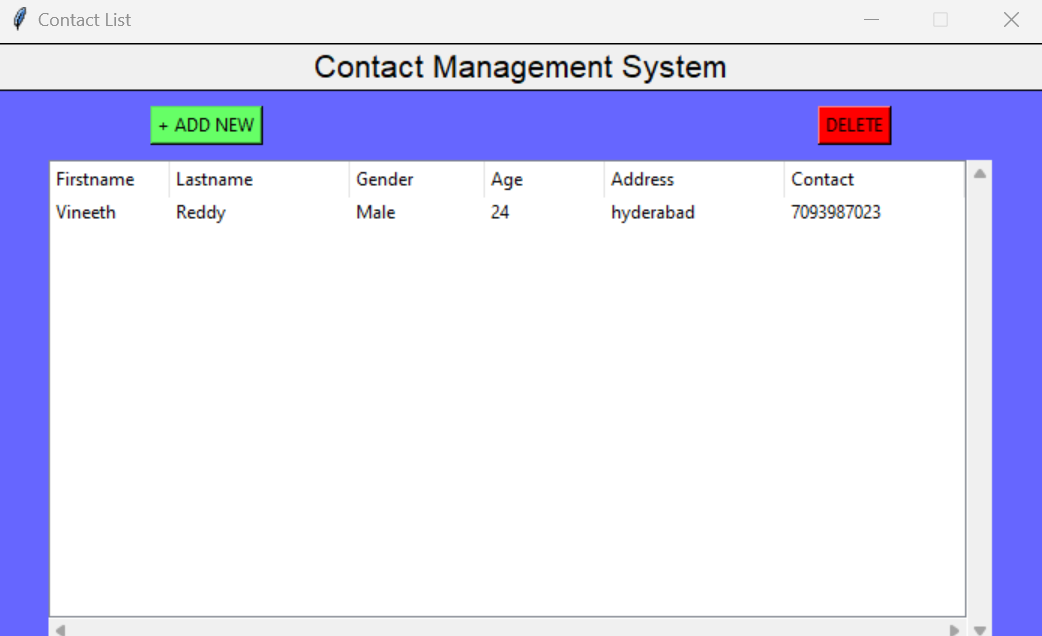 Contact List
Contact Management System
+ ADD NEW DELETE
Firstname Lastname Gender Age Address Contact
Vineeth Reddy Male 24 hyderabad 7093987023